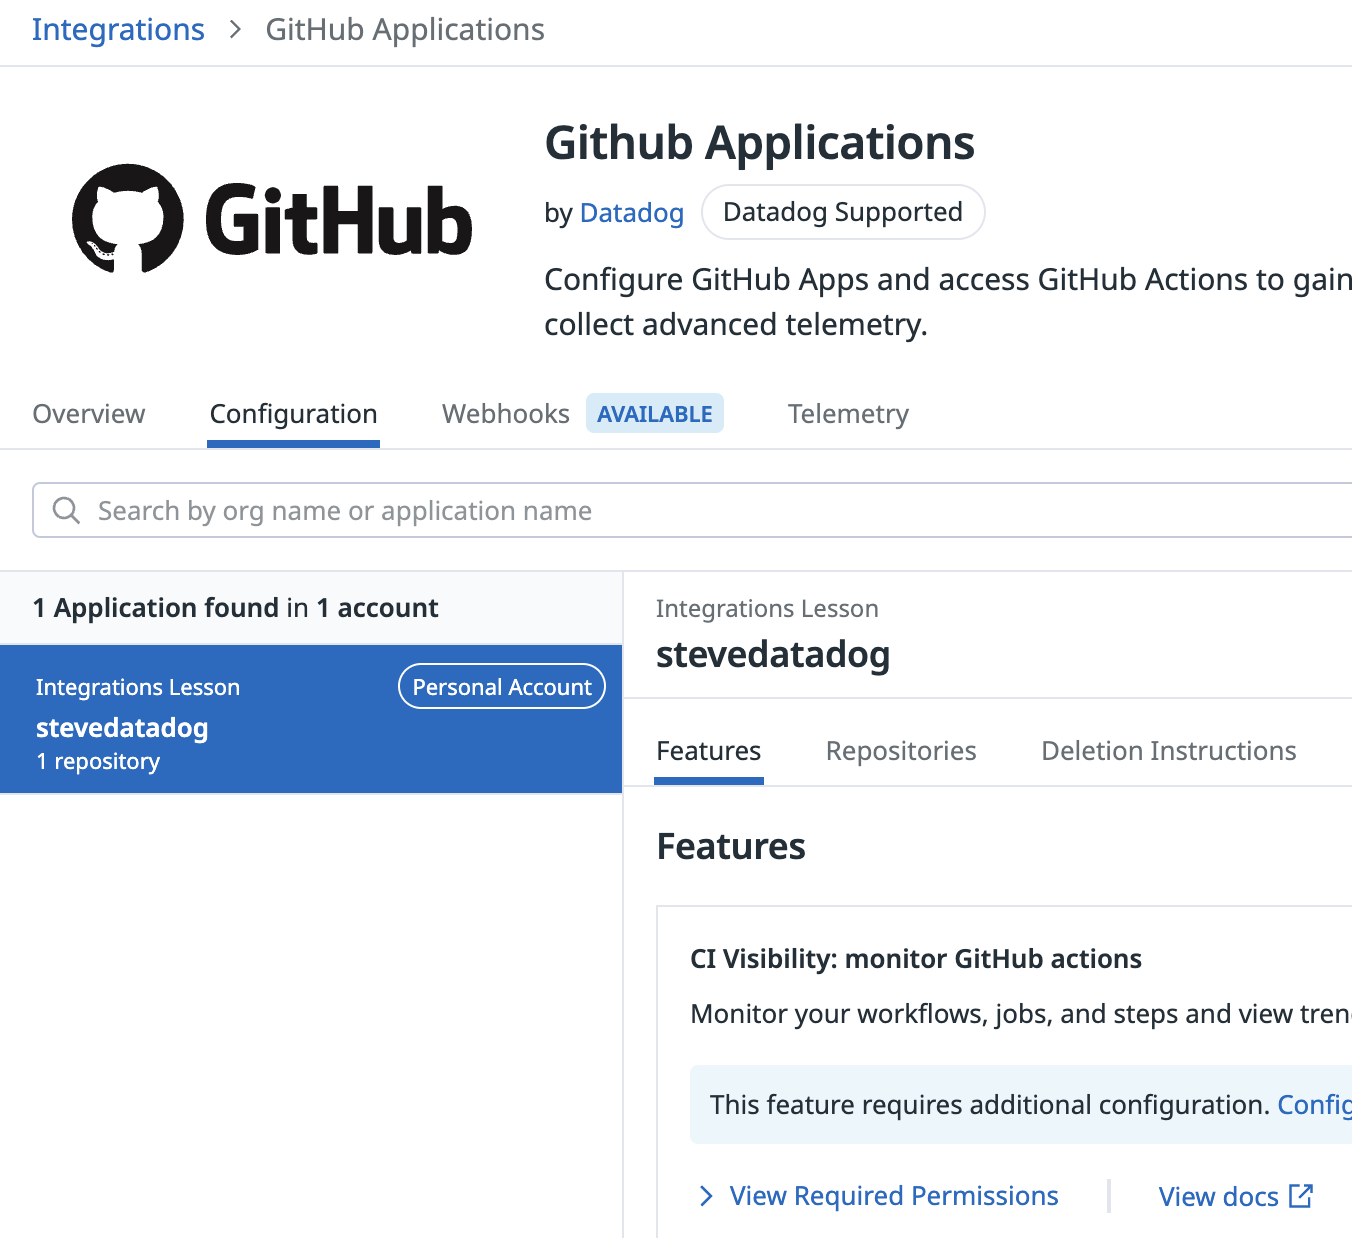 Integrations > GitHub Applications
GitHub
Github Applications
by Datadog Datadog Supported
Configure GitHub Apps and access GitHub Actions to gain
collect advanced telemetry.
Overview Configuration Webhooks AVAILABLE Telemetry
Search by org name or application name
1 Application found in 1 account
Integrations Lesson Personal Account
stevedatadog
1 repository
Integrations Lesson
stevedatadog
Features Repositories Deletion Instructions
Features
CI Visibility: monitor GitHub actions
Monitor your workflows, jobs, and steps and view tren
This feature requires additional configuration. Config
View Required Permissions
View docs